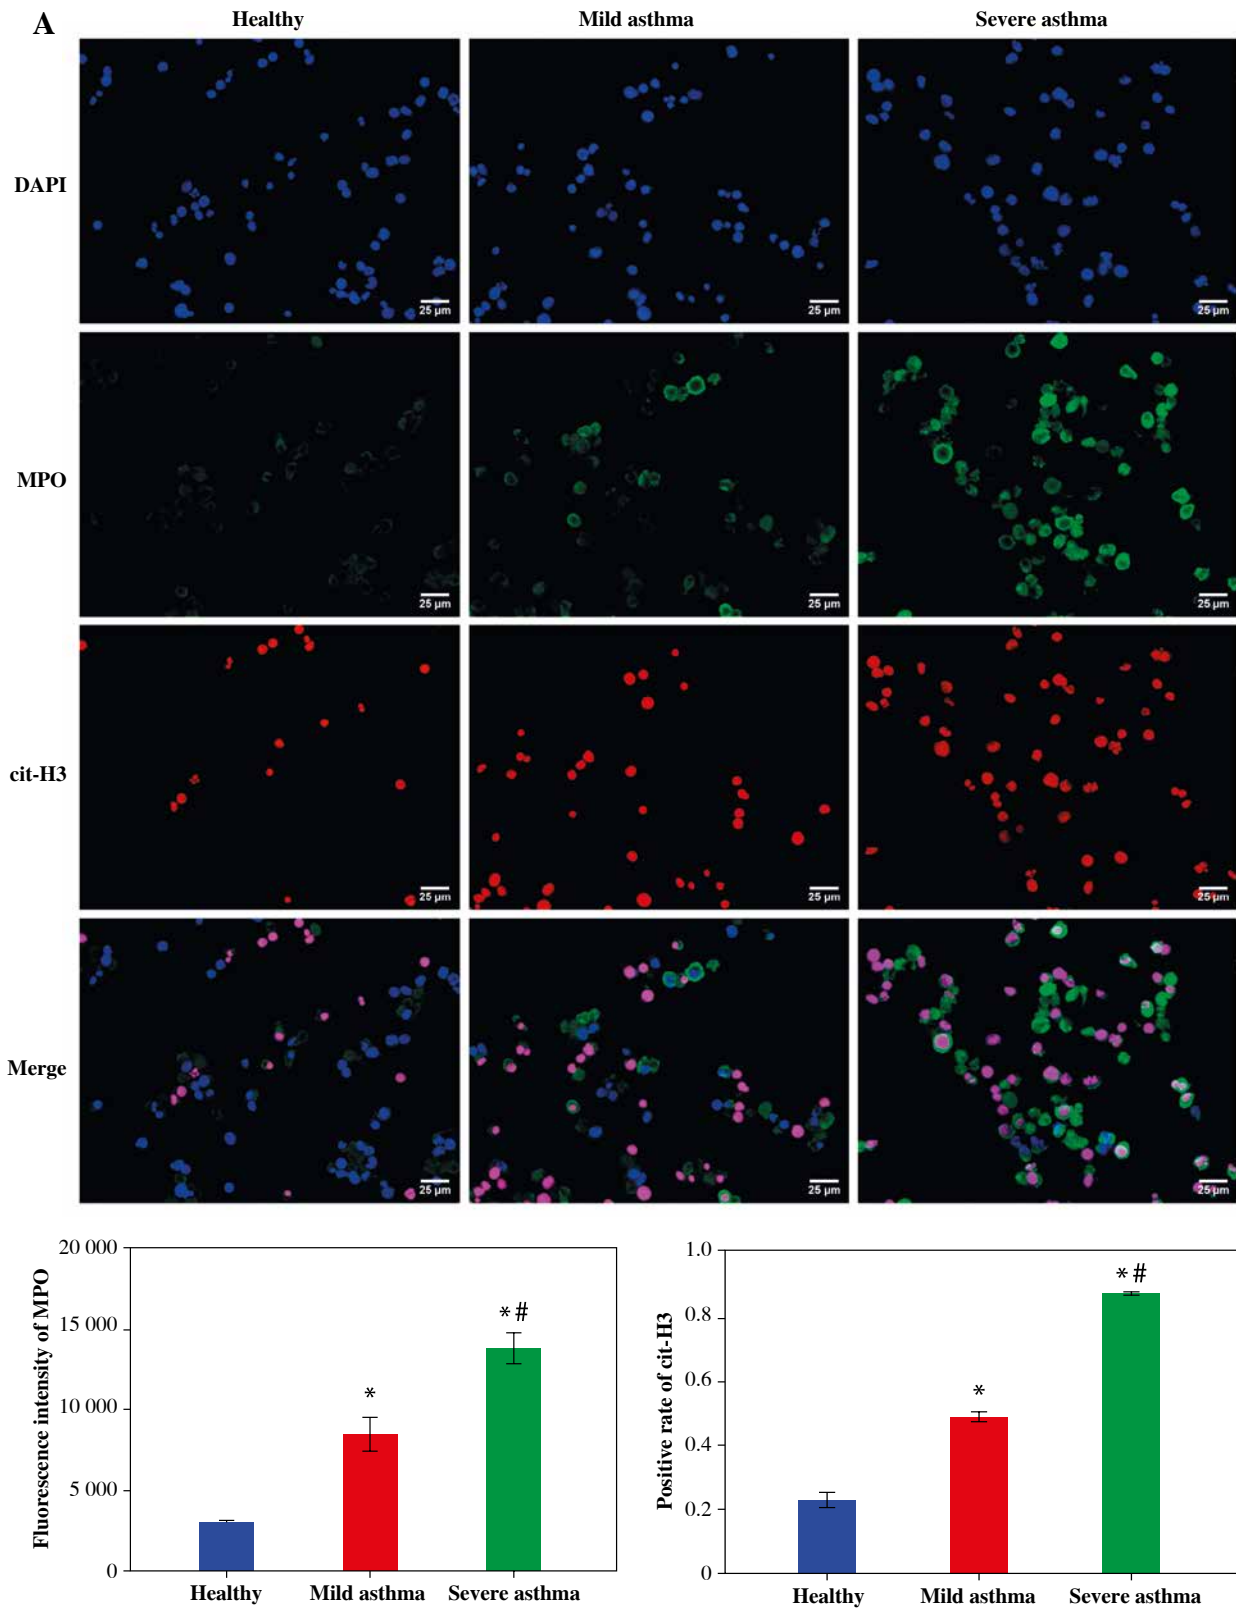 A
Healthy Mild asthma Severe asthma
DAPI
25 µm 25 µm 25 µm
MPO
25 µm 25 µm 25 µm
cit-H3
25 µm 25 µm 25 µm
Merge
25 µm 25 µm 25 µm
Fluorescence intensity of MPO
20 000
15 000
10 000
5 000
0
*
* #
Healthy Mild asthma Severe asthma
Positive rate of cit-H3
1.0
0.8
0.6
0.4
0.2
0
*
* #
Healthy Mild asthma Severe asthma